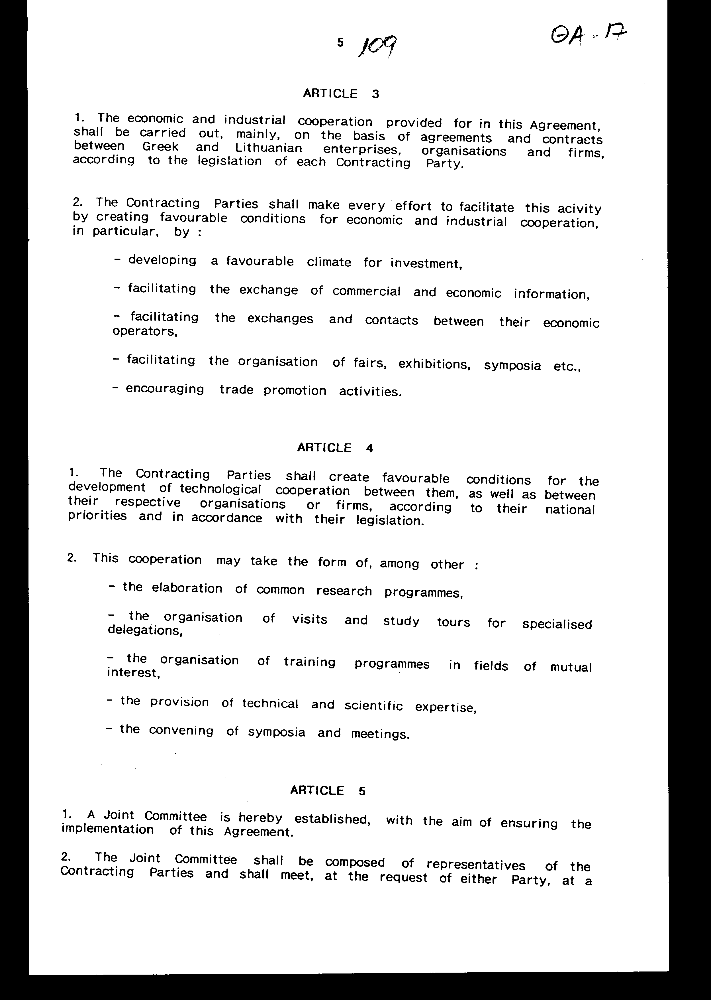 5 109 ΘΑ - 17
ARTICLE 3
1. The economic and industrial cooperation provided for in this Agreement,
shall be carried out, mainly, on the basis of agreements and contracts
between Greek and Lithuanian enterprises, organisations and firms,
according to the legislation of each Contracting Party.
2. The Contracting Parties shall make every effort to facilitate this acivity
by creating favourable conditions for economic and industrial cooperation,
in particular, by :
- developing a favourable climate for investment,
- facilitating the exchange of commercial and economic information,
- facilitating the exchanges and contacts between their economic
operators,
- facilitating the organisation of fairs, exhibitions, symposia etc.,
- encouraging trade promotion activities.
ARTICLE 4
1. The Contracting Parties shall create favourable conditions for the
development of technological cooperation between them, as well as between
their respective organisations or firms, according to their national
priorities and in accordance with their legislation.
2. This cooperation may take the form of, among other :
- the elaboration of common research programmes,
- the organisation of visits and study tours for specialised
delegations,
- the organisation of training programmes in fields of mutual
interest,
- the provision of technical and scientific expertise,
- the convening of symposia and meetings.
ARTICLE 5
1. A Joint Committee is hereby established, with the aim of ensuring the
implementation of this Agreement.
2. The Joint Committee shall be composed of representatives of the
Contracting Parties and shall meet, at the request of either Party, at a